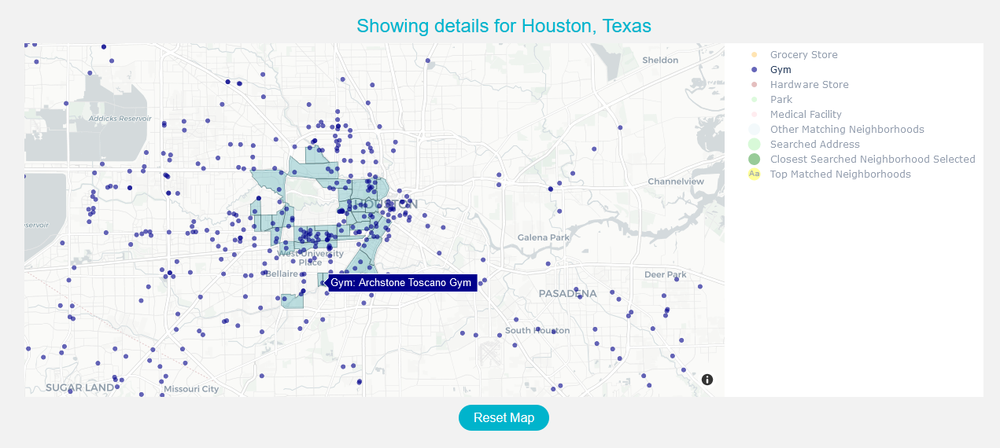 Showing details for Houston, Texas
Sheldon
Addicks Reservoir
Channelview
HOUSTON
eservoir
Galena Park
West University
Place
Bellaire
Deer Park
Gym: Archstone Toscano Gym
PASADENA
South Houston
SUGAR LAND
Missouri City
Grocery Store
Gym
Hardware Store
Park
Medical Facility
Other Matching Neighborhoods
Searched Address
Closest Searched Neighborhood Selected
Aa Top Matched Neighborhoods
Reset Map